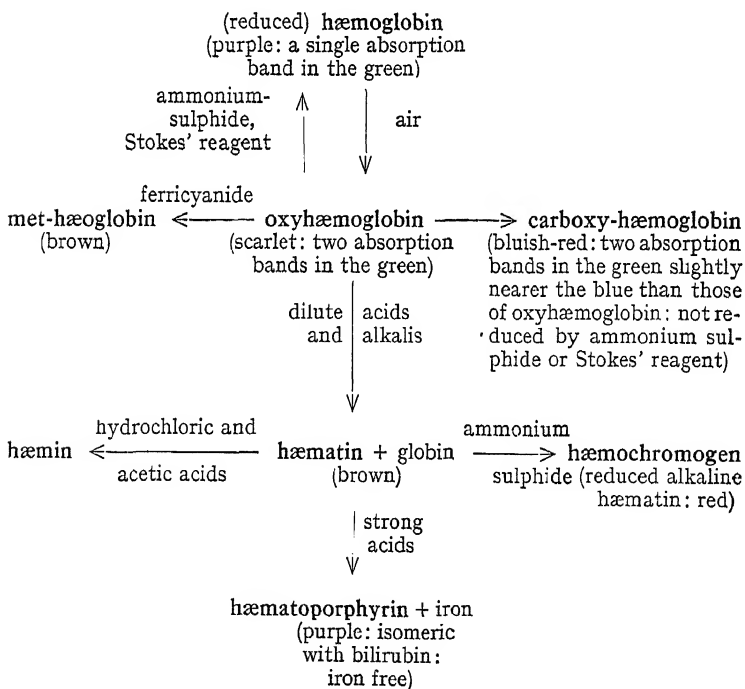 (reduced) hæmoglobin
(purple: a single absorption
band in the green)
ammonium-
sulphide,
Stokes’ reagent
air
ferricyanide
met-hæoglobin
(brown)
oxyhæmoglobin
(scarlet: two absorption
bands in the green)
carboxy-hæmoglobin
(bluish-red: two absorption
bands in the green slightly
nearer the blue than those
of oxyhæmoglobin: not re-
duced by ammonium sul-
phide or Stokes’ reagent)
dilute acids
and alkalis
hæmin
hydrochloric and
acetic acids
hæmatin + globin
(brown)
ammonium
sulphide
hæmochromogen
(reduced alkaline
hæmatin: red)
strong
acids
hæmatoporphyrin + iron
(purple: isomeric
with bilirubin:
iron free)